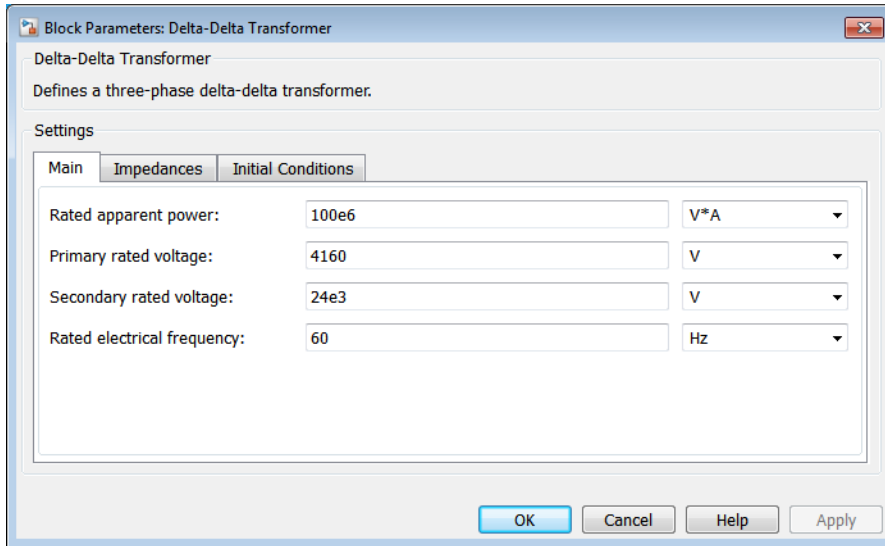 Block Parameters: Delta-Delta Transformer
Delta-Delta Transformer
Defines a three-phase delta-delta transformer.
Settings
Main Impedances Initial Conditions
Rated apparent power: 100e6 V*A
Primary rated voltage: 4160 V
Secondary rated voltage: 24e3 V
Rated electrical frequency: 60 Hz
OK Cancel Help Apply